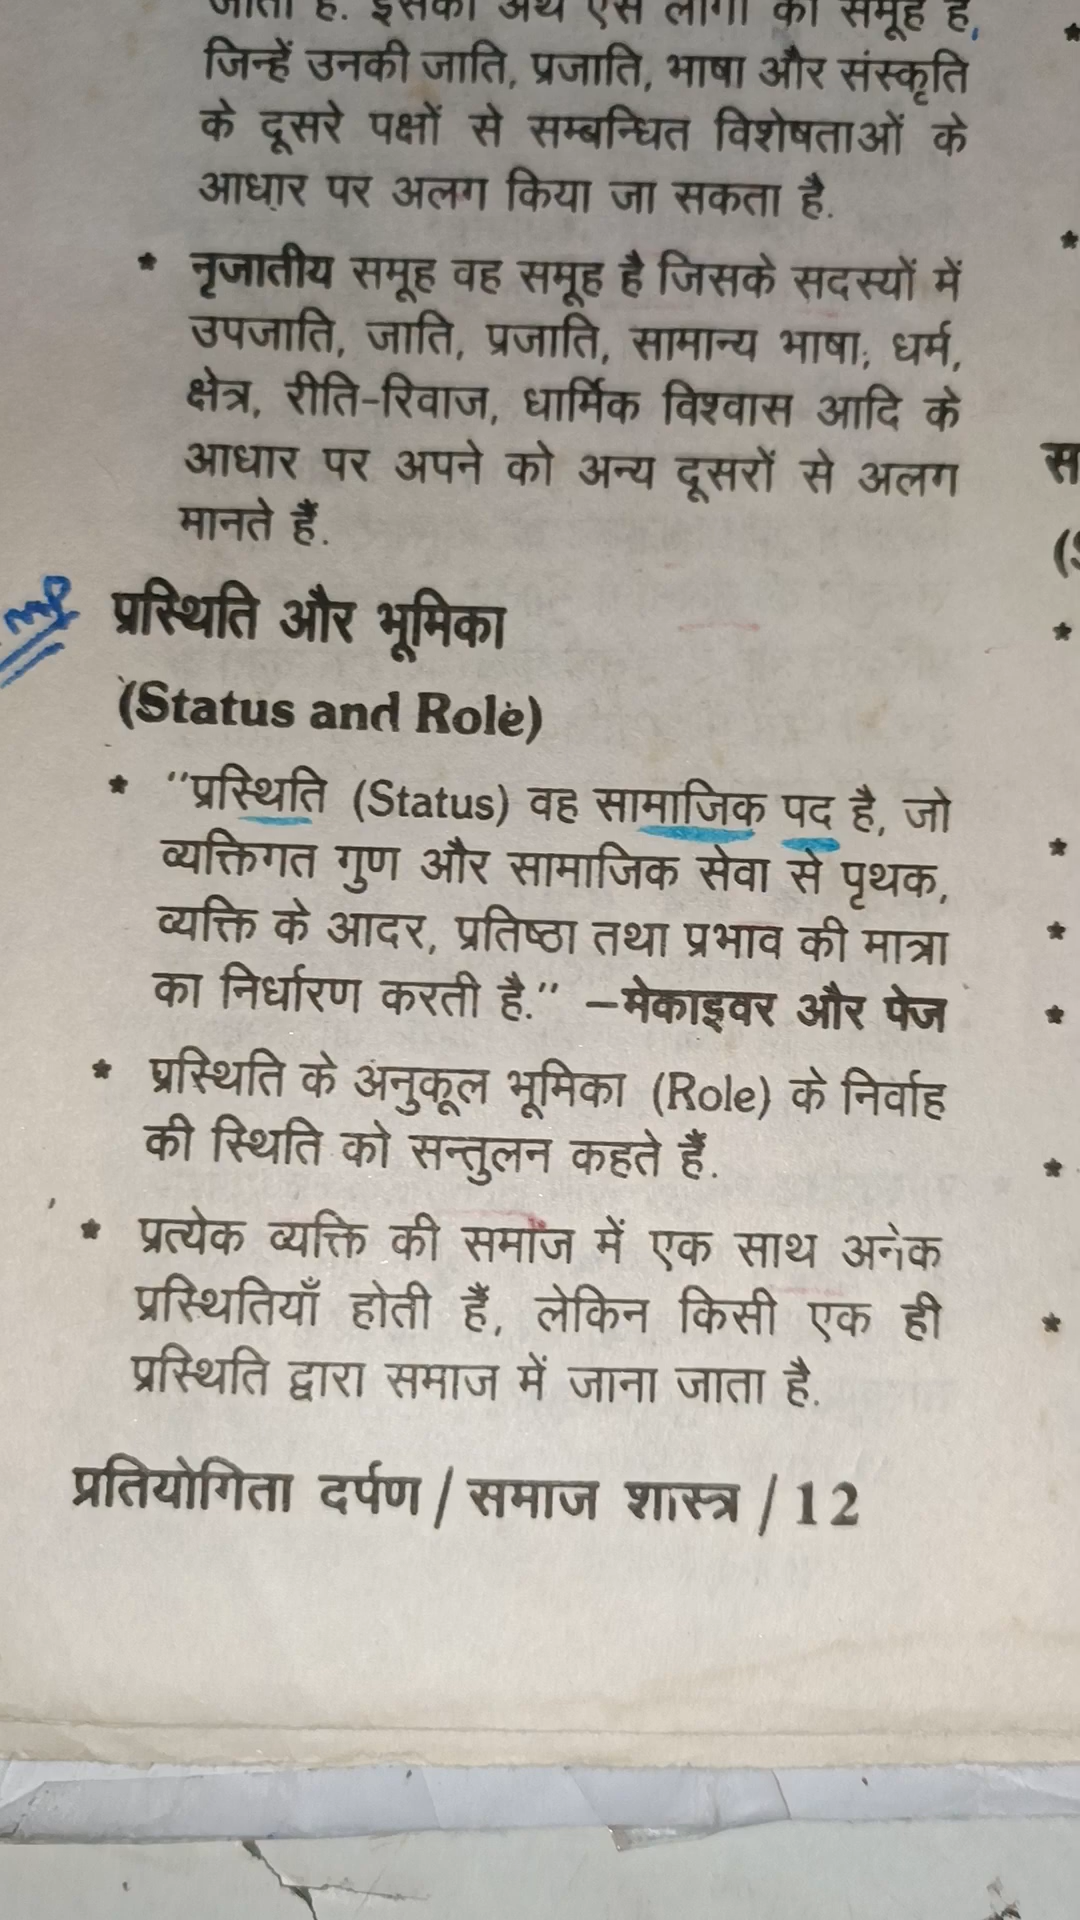 जाता है. इसका अर्थ ऐसे लोगों का समूह है,
जिन्हें उनकी जाति, प्रजाति, भाषा और संस्कृति
के दूसरे पक्षों से सम्बन्धित विशेषताओं के
आधार पर अलग किया जा सकता है.
* नृजातीय समूह वह समूह है जिसके सदस्यों में
उपजाति, जाति, प्रजाति, सामान्य भाषा, धर्म,
क्षेत्र, रीति-रिवाज, धार्मिक विश्वास आदि के
आधार पर अपने को अन्य दूसरों से अलग
मानते हैं.
प्रस्थिति और भूमिका
(Status and Role)
* ''प्रस्थिति (Status) वह सामाजिक पद है, जो
व्यक्तिगत गुण और सामाजिक सेवा से पृथक,
व्यक्ति के आदर, प्रतिष्ठा तथा प्रभाव की मात्रा
का निर्धारण करती है.'' –मेकाइवर और पेज
* प्रस्थिति के अनुकूल भूमिका (Role) के निर्वाह
की स्थिति को सन्तुलन कहते हैं.
* प्रत्येक व्यक्ति की समाज में एक साथ अनेक
प्रस्थितियाँ होती हैं, लेकिन किसी एक ही
प्रस्थिति द्वारा समाज में जाना जाता है.
प्रतियोगिता दर्पण / समाज शास्त्र / 12